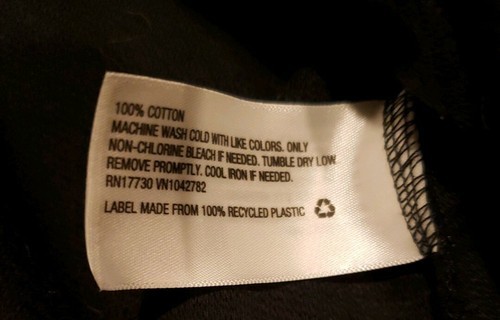 100% COTTON
MACHINE WASH COLD WITH LIKE COLORS. ONLY
NON-CHLORINE BLEACH IF NEEDED. TUMBLE DRY LOW
REMOVE PROMPTLY. COOL IRON IF NEEDED.
RN17730 VN1042782
LABEL MADE FROM 100% RECYCLED PLASTIC